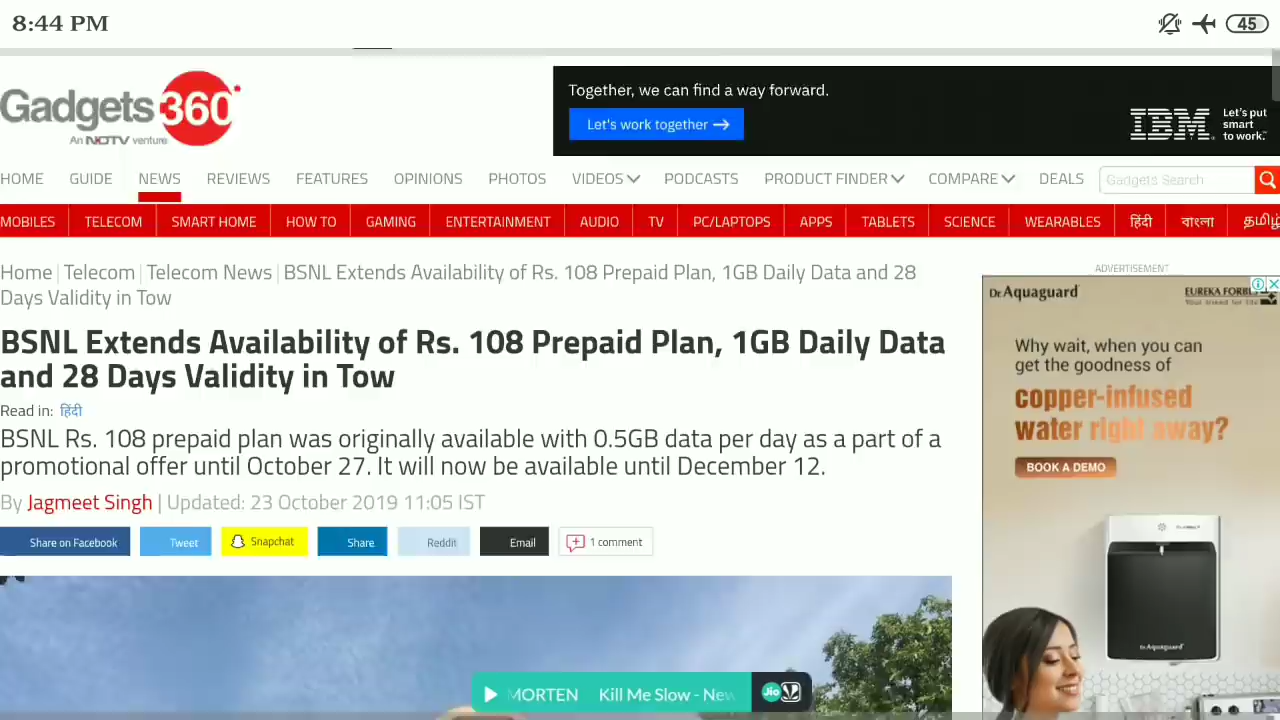 8:44 PM
45
Gadgets 360
An NDTV venture
Together, we can find a way forward.
Let's work together →
IBM
Let's put
smart
to work.
HOME GUIDE NEWS REVIEWS FEATURES OPINIONS PHOTOS VIDEOS PODCASTS PRODUCT FINDER COMPARE DEALS Gadgets Search
MOBILES TELECOM SMART HOME HOW TO GAMING ENTERTAINMENT AUDIO TV PC/LAPTOPS APPS TABLETS SCIENCE WEARABLES हिंदी বাংলা
Home | Telecom | Telecom News | BSNL Extends Availability of Rs. 108 Prepaid Plan, 1GB Daily Data and 28
Days Validity in Tow
BSNL Extends Availability of Rs. 108 Prepaid Plan, 1GB Daily Data
and 28 Days Validity in Tow
Read in: हिंदी
BSNL Rs. 108 prepaid plan was originally available with 0.5GB data per day as a part of a
promotional offer until October 27. It will now be available until December 12.
By Jagmeet Singh | Updated: 23 October 2019 11:05 IST
Share on Facebook Tweet Snapchat Share Reddit Email 1 comment
ADVERTISEMENT
Dr. Aquaguard
EUREKA FORBES
Why wait, when you can
get the goodness of
copper-infused
water right away?
BOOK A DEMO
Dr. Aquaguard
MORTEN Kill Me Slow - New
Jio